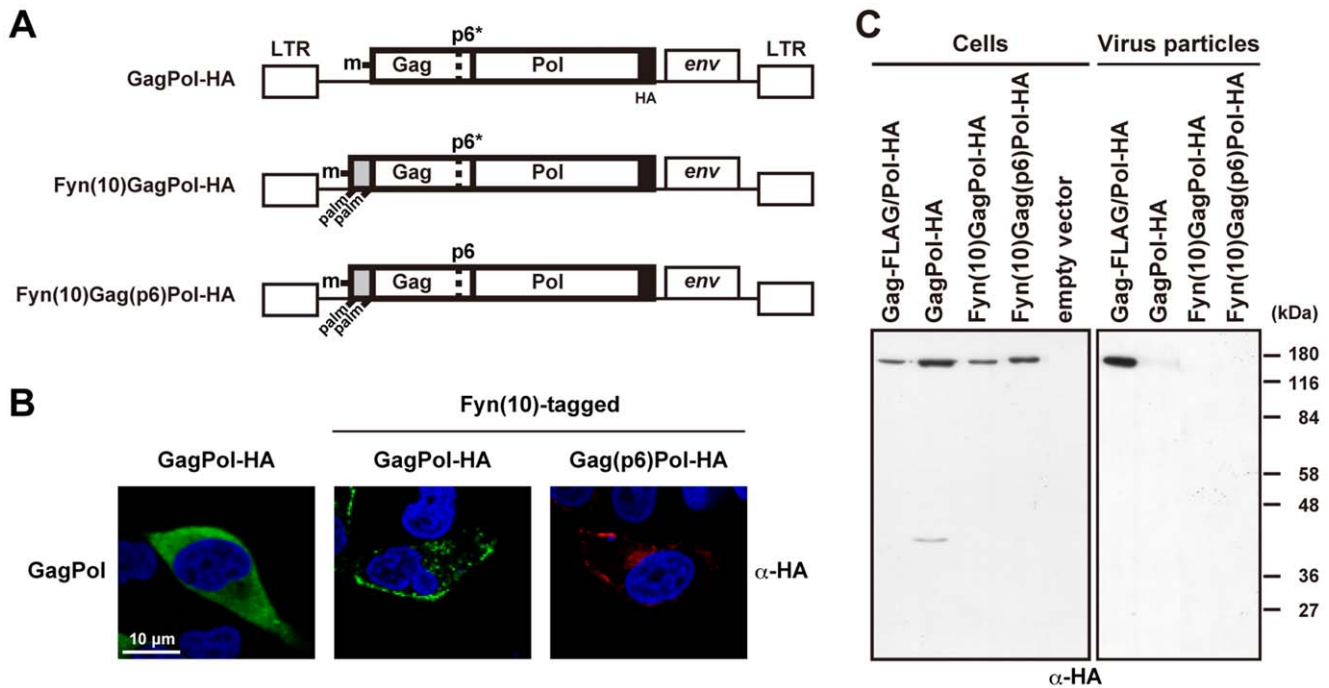 A
LTR
p6*
LTR
GagPol-HA
m
Gag
Pol
env
HA
p6*
Fyn(10)GagPol-HA
m
Gag
Pol
env
palm
palm
p6
Fyn(10)Gag(p6)Pol-HA
m
Gag
Pol
env
palm
palm
B
Fyn(10)-tagged
GagPol-HA
GagPol-HA
Gag(p6)Pol-HA
GagPol
α-HA
10 µm
C
Cells
Virus particles
Gag-FLAG/Pol-HA
GagPol-HA
Fyn(10)GagPol-HA
Fyn(10)Gag(p6)Pol-HA
empty vector
Gag-FLAG/Pol-HA
GagPol-HA
Fyn(10)GagPol-HA
Fyn(10)Gag(p6)Pol-HA
(kDa)
180
116
84
58
48
36
27
α-HA